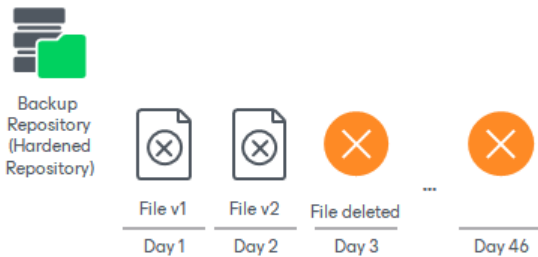 Backup
Repository
(Hardened
Repository)
File v1
File v2
File deleted
...
Day 1
Day 2
Day 3
Day 46